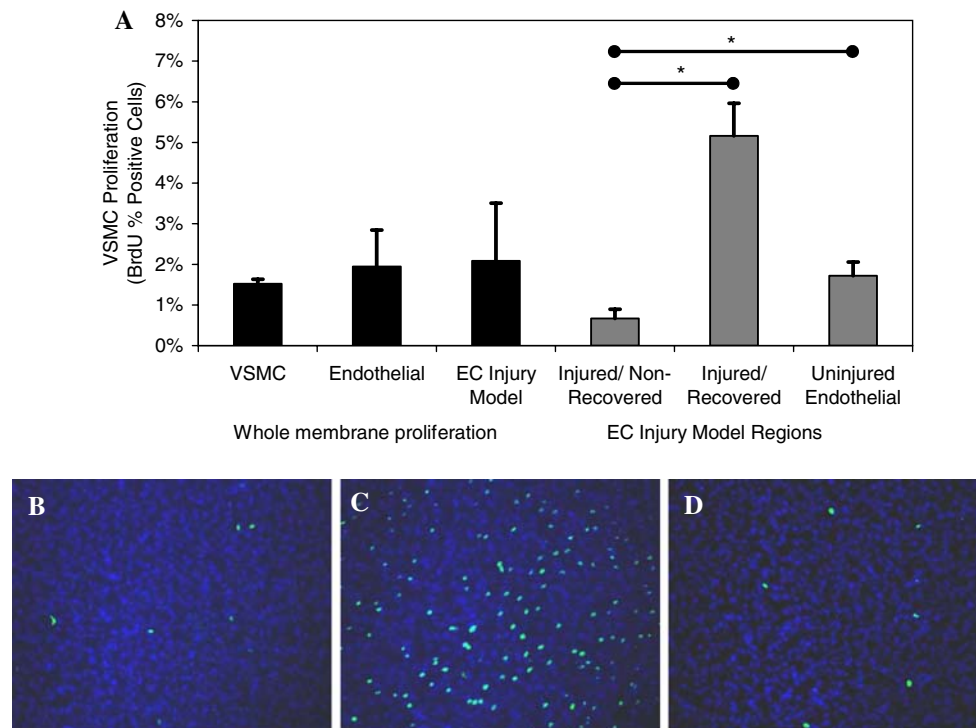 A
8%
7%
6%
5%
4%
3%
2%
1%
0%
VSMC Proliferation
(BrdU % Positive Cells)
*
*
VSMC
Endothelial
EC Injury
Model
Injured/ Non-
Recovered
Injured/
Recovered
Uninjured
Endothelial
Whole membrane proliferation
EC Injury Model Regions
B
C
D